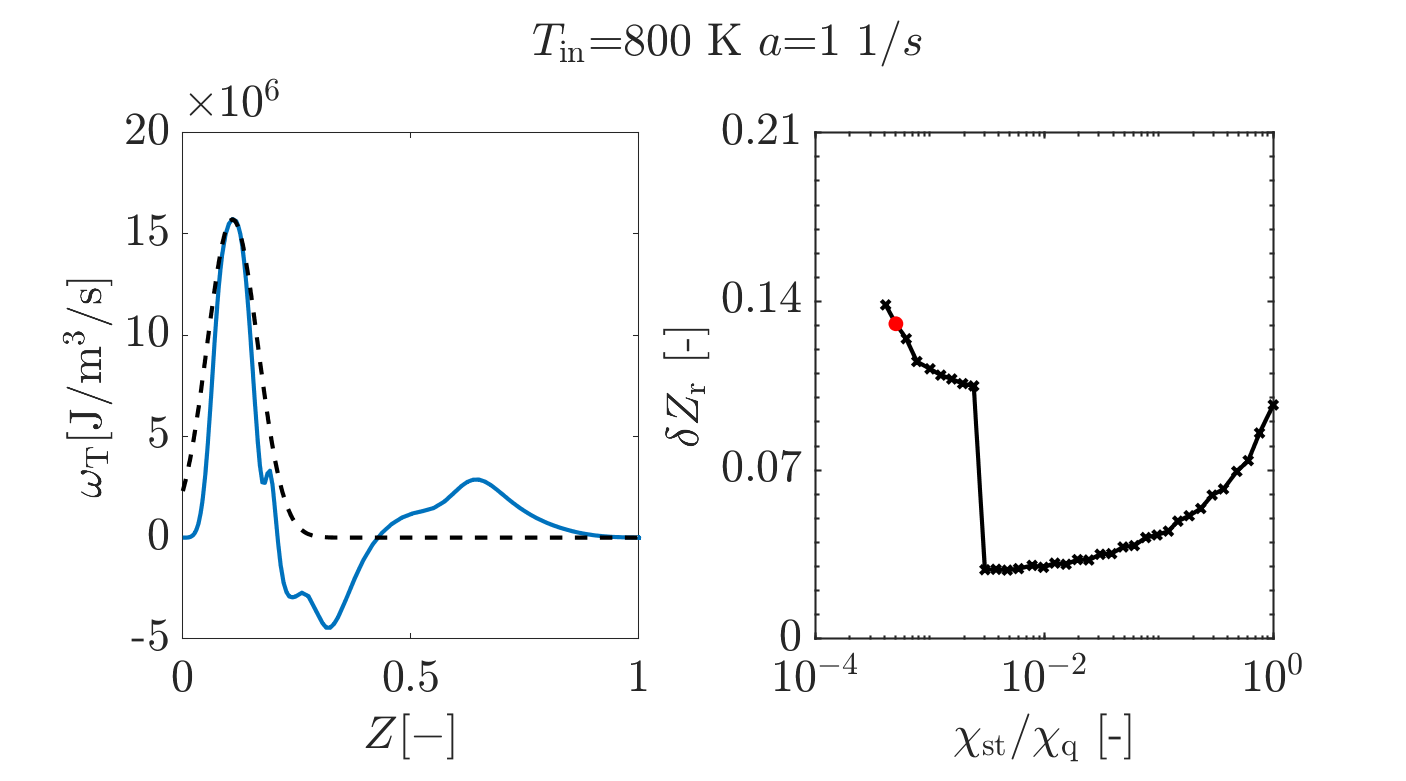 T_in=800 K a=1 1/s
×10^6
20
15
10
5
0
-5
ω_T[J/m^3/s]
0 0.5 1
Z[−]
0.21
0.14
0.07
0
δZ_r [-]
10^−4 10^−2 10^0
χ_st/χ_q [-]